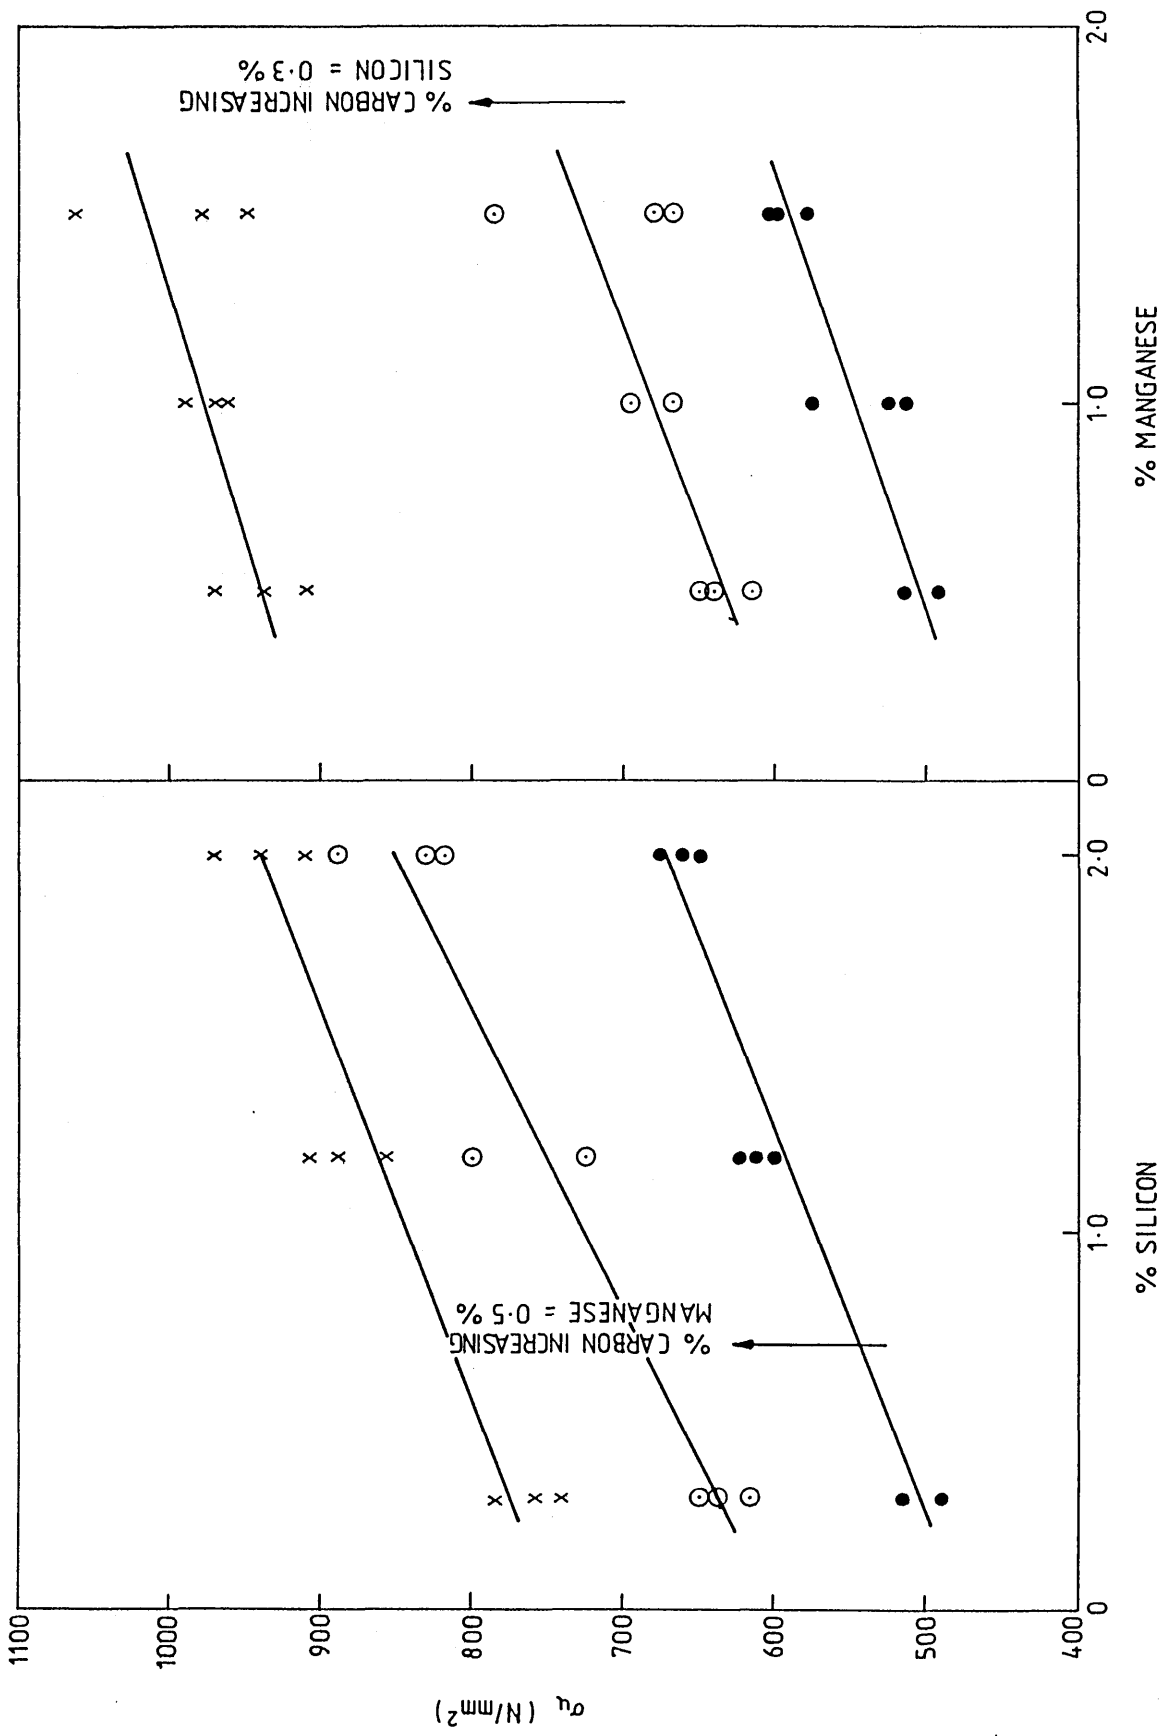 σu (N/mm²)
1100
1000
900
800
700
600
500
400
% CARBON INCREASING
MANGANESE = 0·5 %
% CARBON INCREASING
SILICON = 0·3 %
0
1·0
2·0
0
1·0
2·0
% SILICON
% MANGANESE